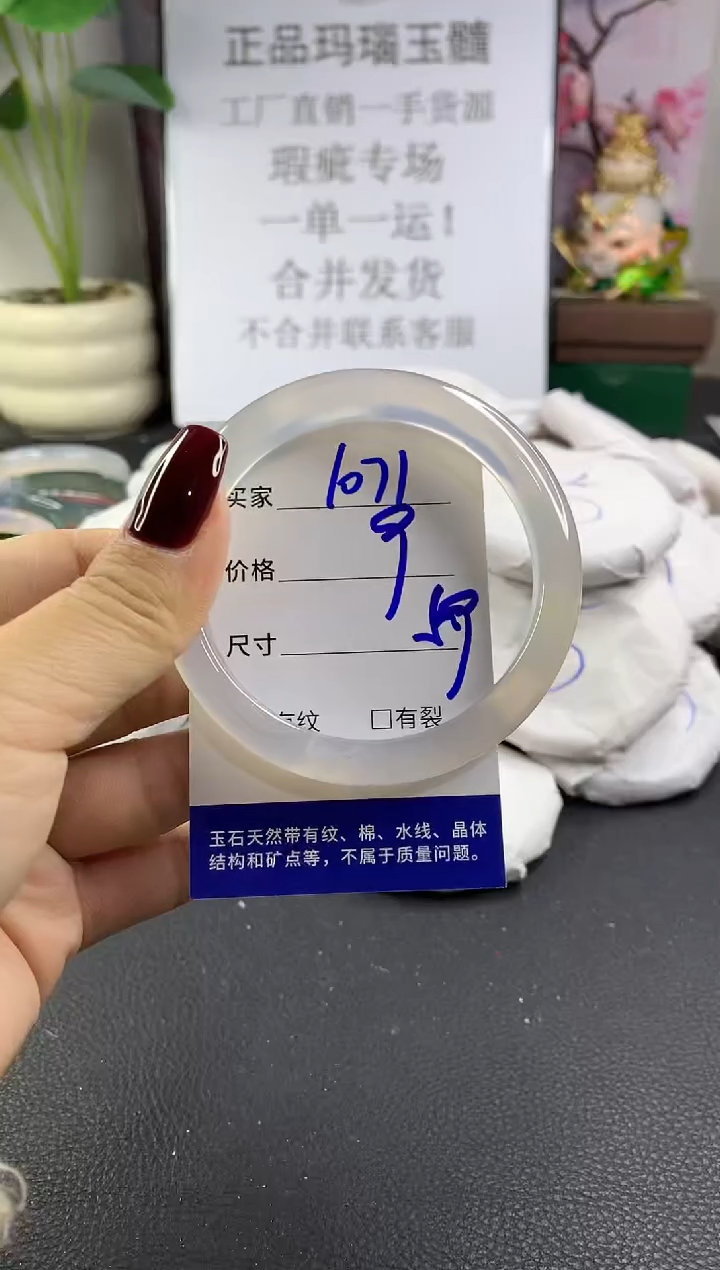 正品玛瑙玉髓
工厂直销一手货源
瑕疵专场
一单一运！
合并发货
不合并联系客服
买家 1071
价格
尺寸
有纹 □有裂
玉石天然带有纹、棉、水线、晶体
结构和矿点等，不属于质量问题。